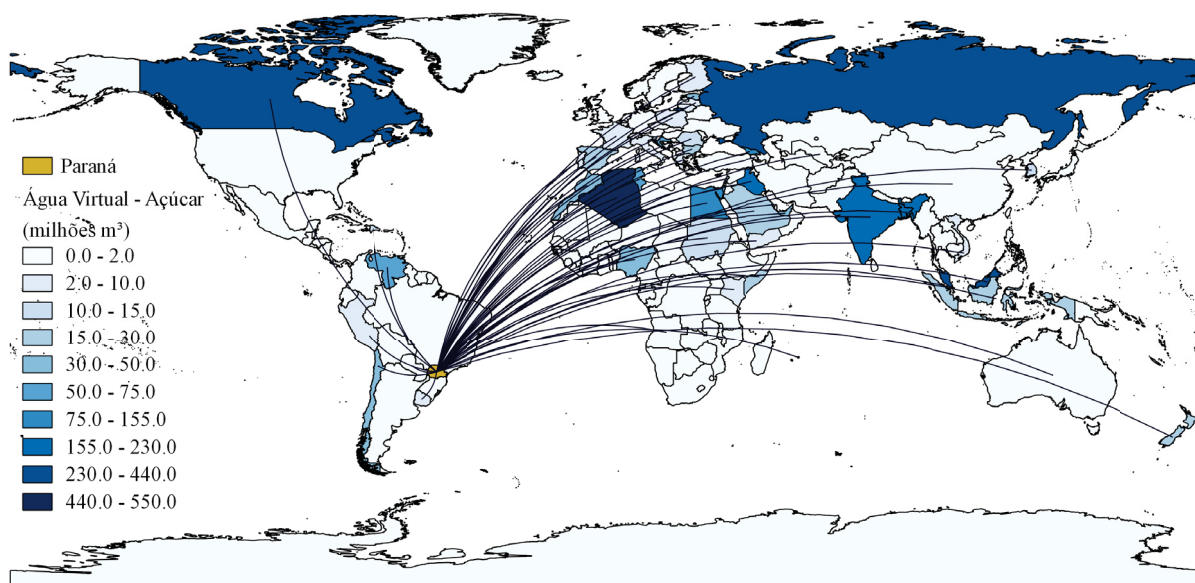 Paraná
Água Virtual - Açúcar
(milhões m³)
0.0 - 2.0
2.0 - 10.0
10.0 - 15.0
15.0 - 30.0
30.0 - 50.0
50.0 - 75.0
75.0 - 155.0
155.0 - 230.0
230.0 - 440.0
440.0 - 550.0